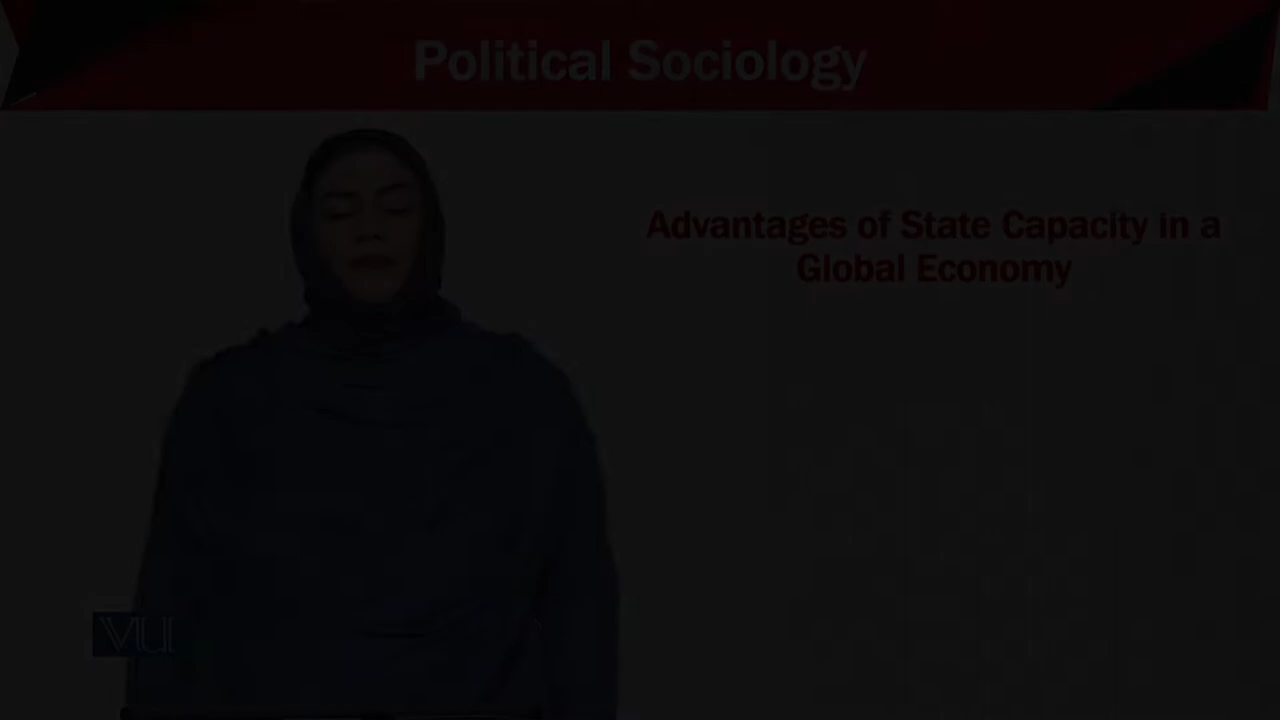 Political Sociology
Advantages of State Capacity in a
Global Economy
VU